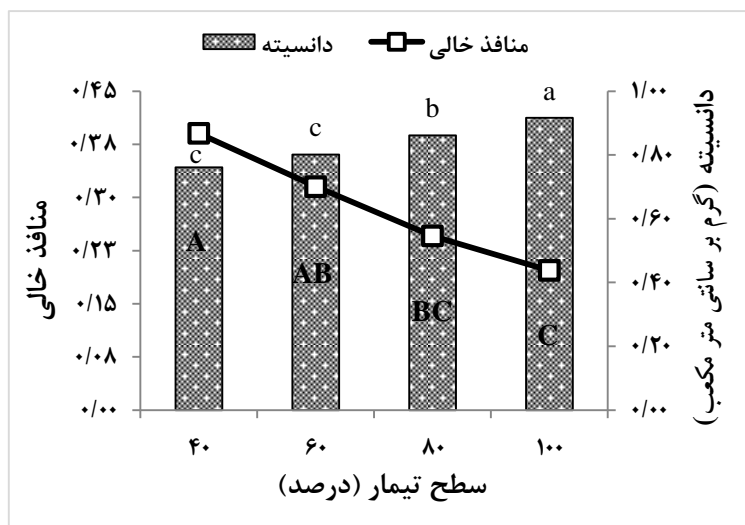 دانسیته
منافذ خالی
منافذ خالی
۰/۴۵
۰/۳۸
۰/۳۰
۰/۲۳
۰/۱۵
۰/۰۸
۰/۰۰
دانسیته (گرم بر سانتی متر مکعب)
۱/۰۰
۰/۸۰
۰/۶۰
۰/۴۰
۰/۲۰
۰/۰۰
c
c
b
a
A
AB
BC
C
۴۰
۶۰
۸۰
۱۰۰
سطح تیمار (درصد)